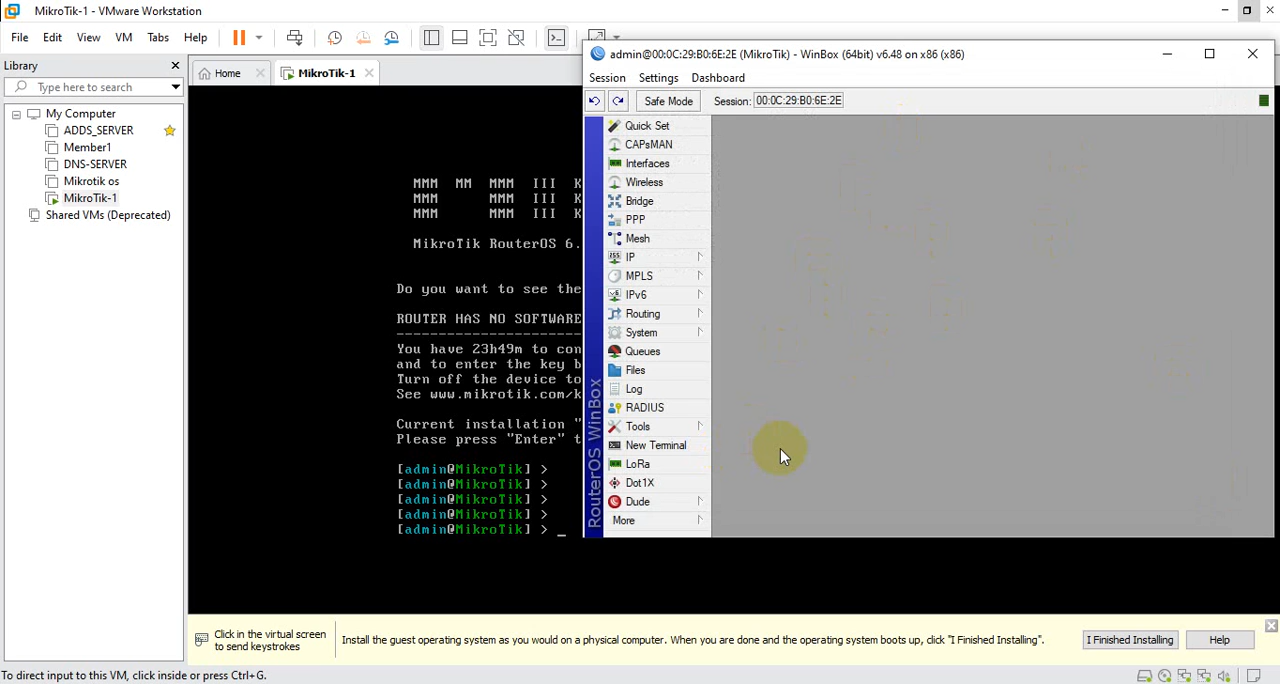 MikroTik-1 - VMware Workstation
File Edit View VM Tabs Help
Library
Type here to search
My Computer
ADDS_SERVER
Member1
DNS-SERVER
Mikrotik os
MikroTik-1
Shared VMs (Deprecated)
Home
MikroTik-1
MMM MM MMM III K
MMM MMM III K
MMM MMM III K
MikroTik RouterOS 6.
Do you want to see the
ROUTER HAS NO SOFTWARE
----------------------
You have 23h49m to con
and to enter the key b
Turn off the device to
See www.mikrotik.com/k
Current installation "
Please press "Enter" t
[admin@MikroTik] >
[admin@MikroTik] >
[admin@MikroTik] >
[admin@MikroTik] >
[admin@MikroTik] > _
admin@00:0C:29:B0:6E:2E (MikroTik) - WinBox (64bit) v6.48 on x86 (x86)
Session Settings Dashboard
Safe Mode Session: 00:0C:29:B0:6E:2E
RouterOS WinBox
Quick Set
CAPsMAN
Interfaces
Wireless
Bridge
PPP
Mesh
IP
MPLS
IPv6
Routing
System
Queues
Files
Log
RADIUS
Tools
New Terminal
LoRa
Dot1X
Dude
More
Click in the virtual screen
to send keystrokes
Install the guest operating system as you would on a physical computer. When you are done and the operating system boots up, click "I Finished Installing".
I Finished Installing
Help
To direct input to this VM, click inside or press Ctrl+G.